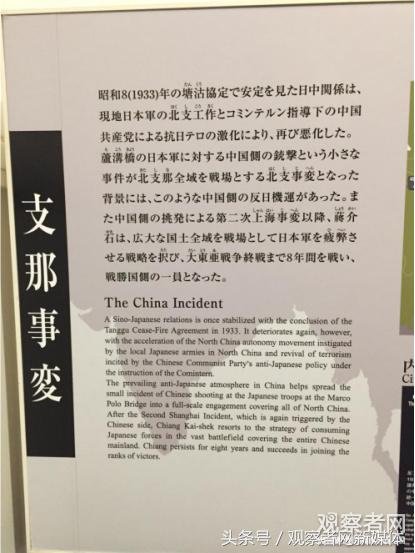 支那事変
昭和8(1933)年の塘沽協定で安定を見た日中関係は、
現地日本軍の北支工作とコミンテルン指導下の中国
共産党による抗日テロの激化により、再び悪化した。
蘆溝橋の日本軍に対する中国側の銃撃という小さな
事件が北支那全域を戦場とする北支事変となった
背景には、このような中国側の反日機運があった。ま
た中国側の挑発による第二次上海事変以降、蔣介
石は、広大な国土全域を戦場として日本軍を疲弊さ
せる戦略を択び、大東亜戦争終戦まで8年間を戦い、
戦勝国側の一員となった。
The China Incident
A Sino-Japanese relations is once stabilized with the conclusion of the
Tanggu Cease-Fire Agreement in 1933. It deteriorates again, however,
with the acceleration of the North China autonomy movement instigated
by the local Japanese armies in North China and revival of terrorism
incited by the Chinese Communist Party's anti-Japanese policy under
the instruction of the Comintern.
The prevailing anti-Japanese atmosphere in China helps spread the
small incident of Chinese shooting at the Japanese troops at the Marco
Polo Bridge into a full-scale engagement covering all of North China.
After the Second Shanghai Incident, which is again triggered by the
Chinese side, Chiang Kai-shek resorts to the strategy of consuming
Japanese forces in the vast battlefield covering the entire Chinese
mainland. Chiang persists for eight years and succeeds in joining the
ranks of victors.
观察者网
头条号/观察者网新媒体